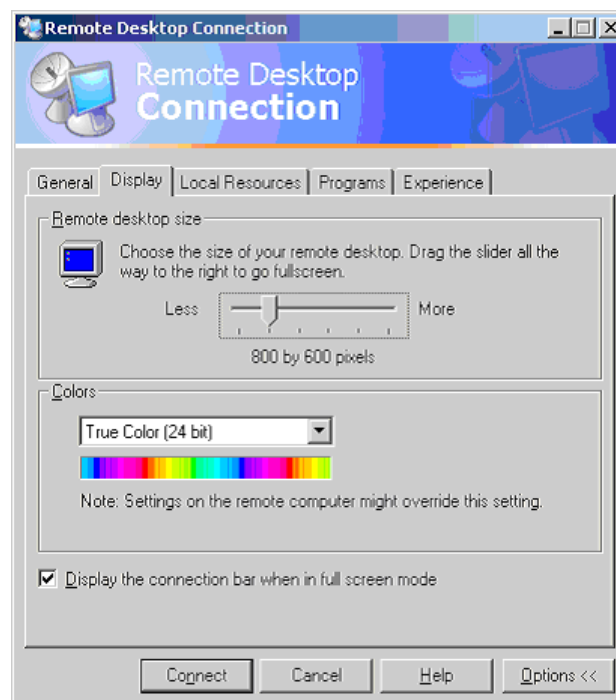 Remote Desktop Connection
Remote Desktop
Connection
General Display Local Resources Programs Experience
Remote desktop size
Choose the size of your remote desktop. Drag the slider all the
way to the right to go fullscreen.
Less More
800 by 600 pixels
Colors
True Color (24 bit)
Note: Settings on the remote computer might override this setting.
Display the connection bar when in full screen mode
Connect Cancel Help Options <<